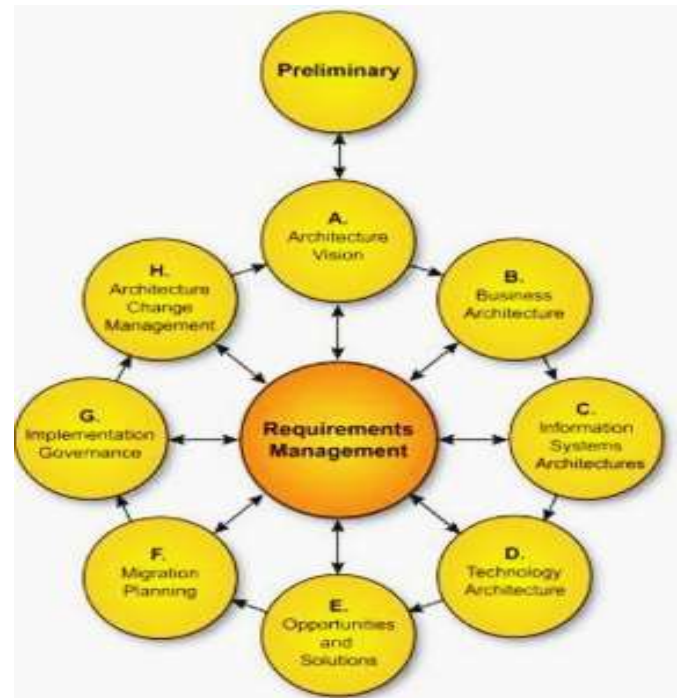 Preliminary
A.
Architecture
Vision
B.
Business
Architecture
C.
Information
Systems
Architectures
D.
Technology
Architecture
E.
Opportunities
and
Solutions
F.
Migration
Planning
G.
Implementation
Governance
H.
Architecture
Change
Management
Requirements
Management